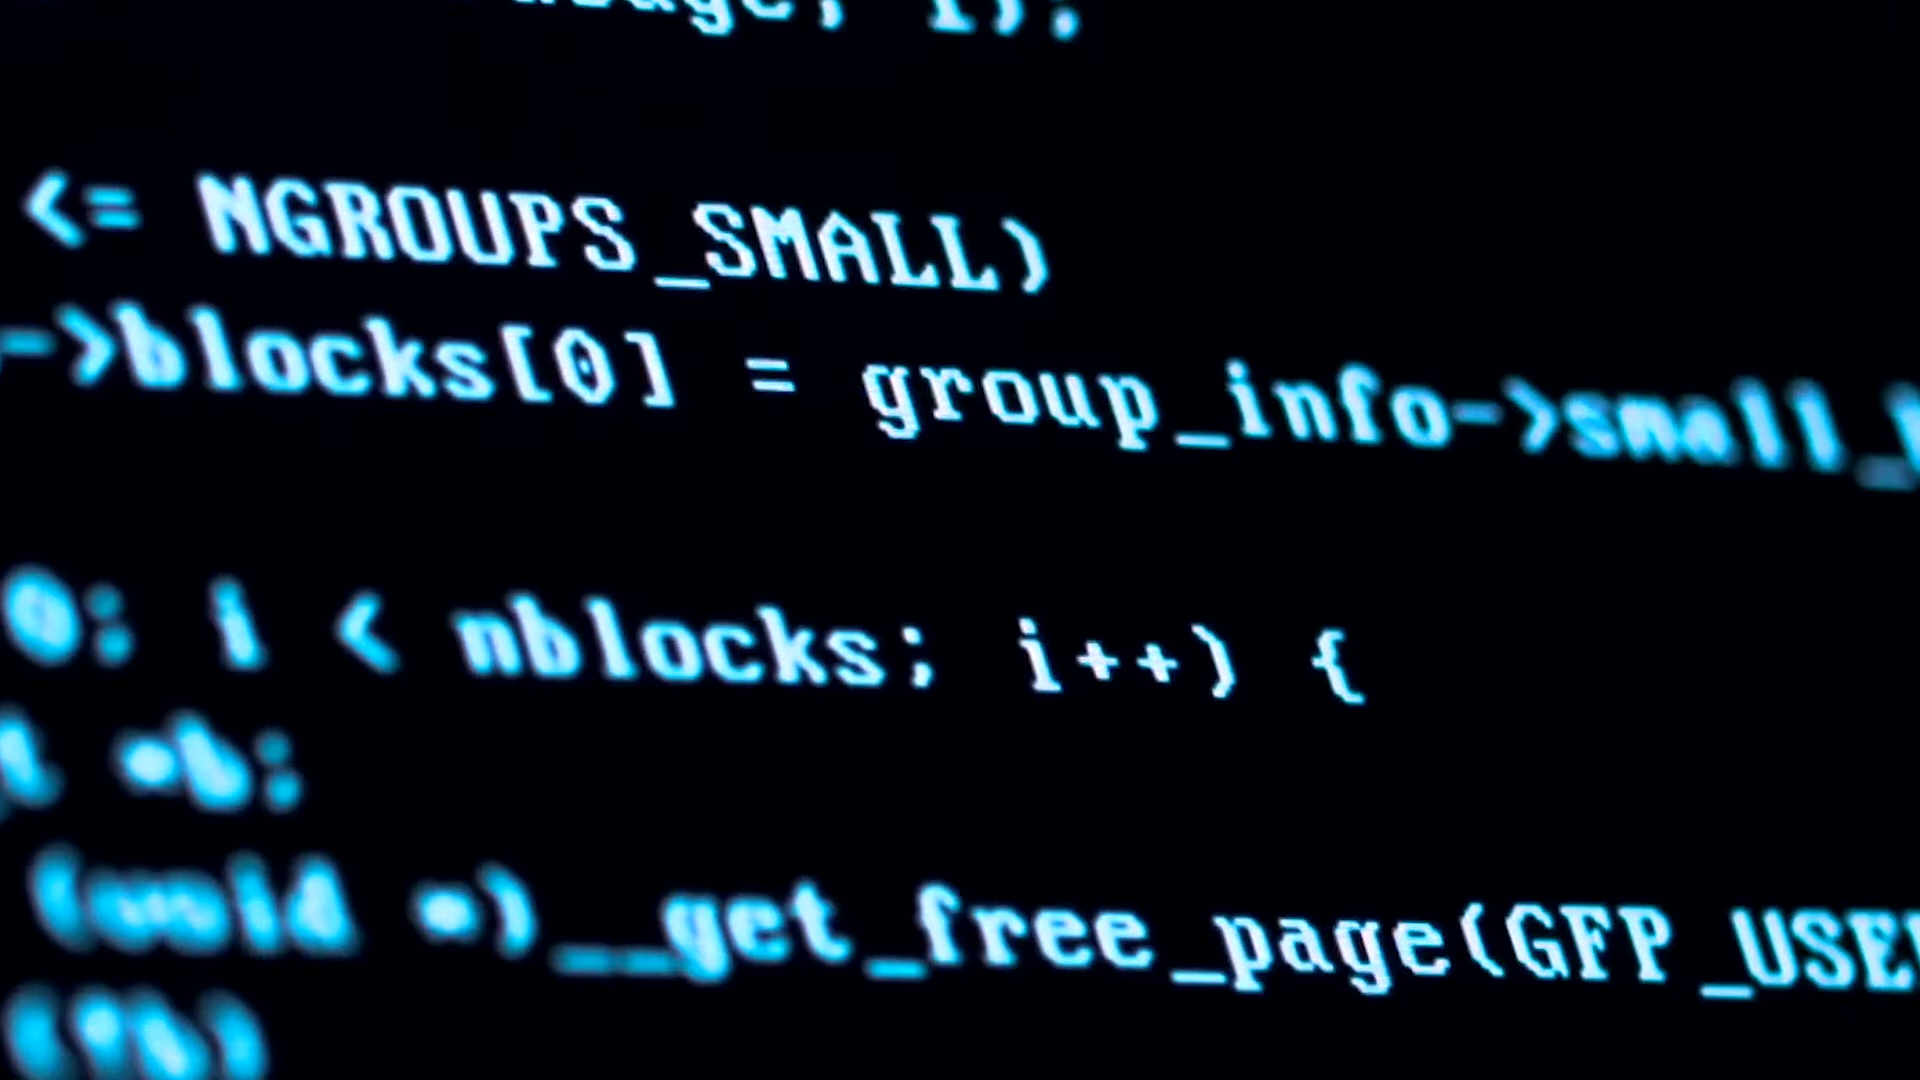 <= NGROUPS_SMALL)
->blocks[0] = group_info->small_
0; i < nblocks; i++) {
*b;
(void *)__get_free_page(GFP_USE
(!b)